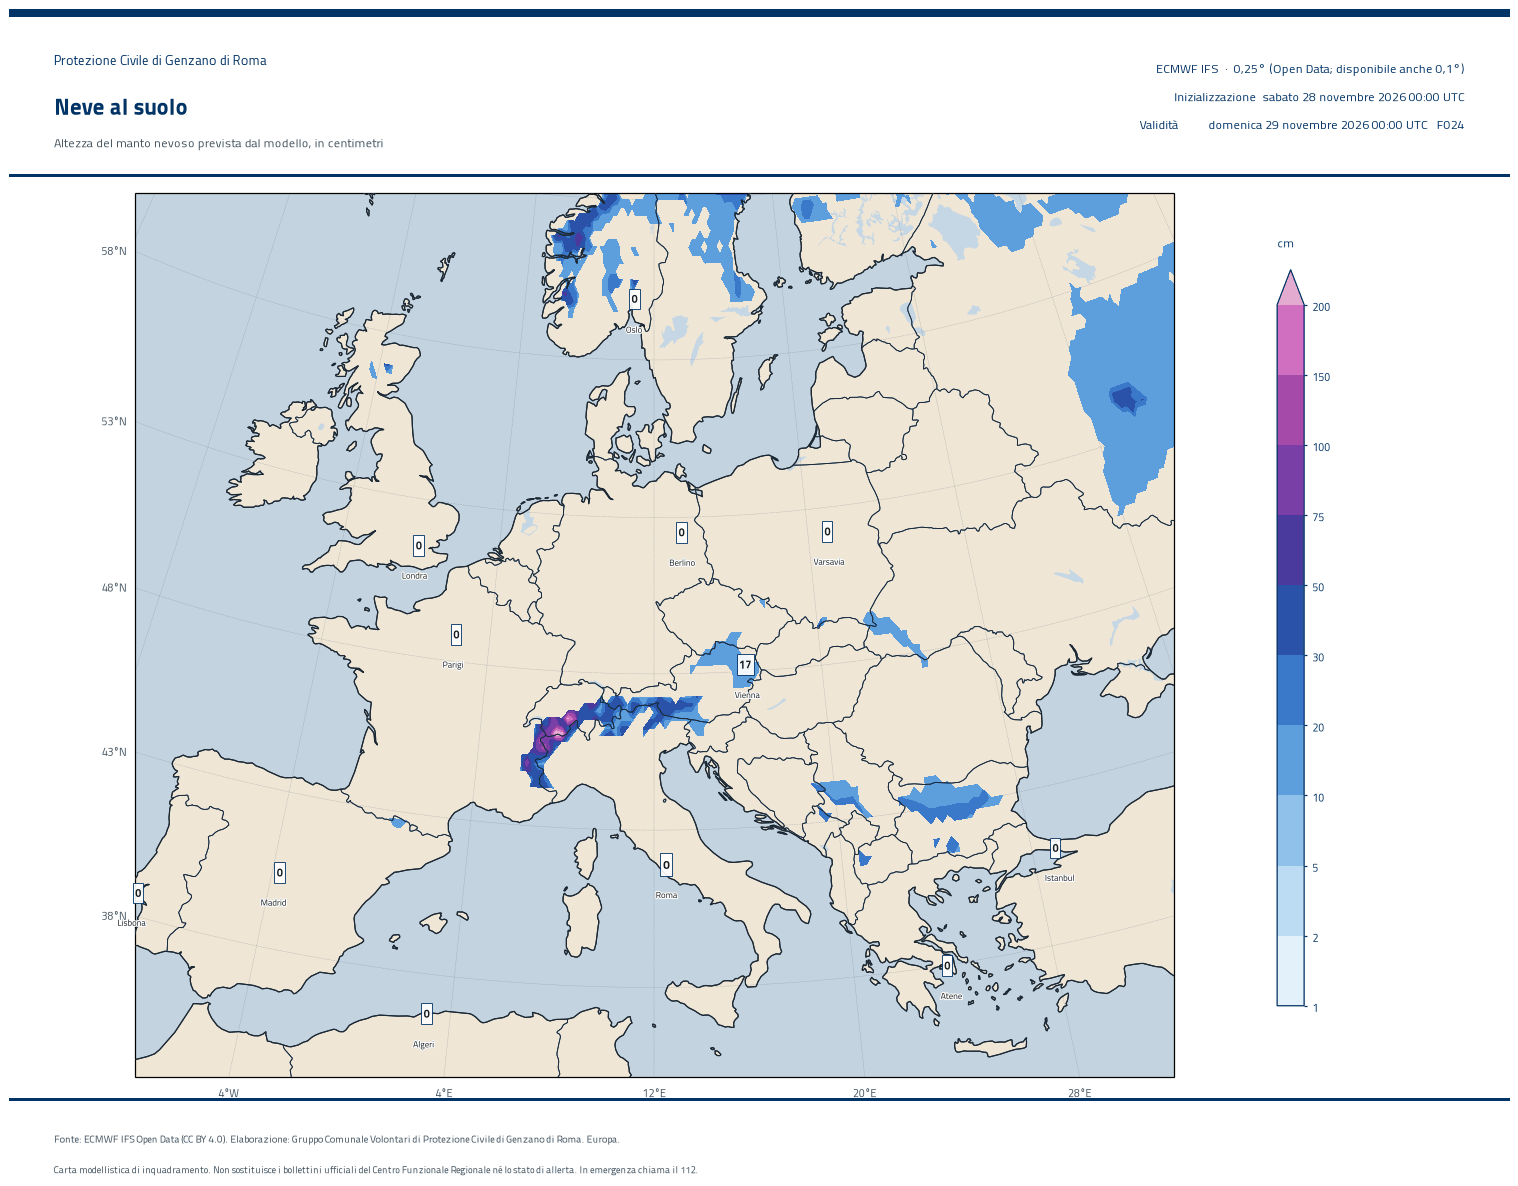 Protezione Civile di Genzano di Roma
Neve al suolo
Altezza del manto nevoso prevista dal modello, in centimetri
ECMWF IFS · 0,25° (Open Data; disponibile anche 0,1°)
Inizializzazione sabato 28 novembre 2026 00:00 UTC
Validità domenica 29 novembre 2026 00:00 UTC F024
58°N
53°N
48°N
43°N
38°N
4°W
4°E
12°E
20°E
28°E
0
Oslo
0
Londra
0
Berlino
0
Varsavia
0
Parigi
17
Vienna
0
Madrid
0
Lisbona
0
Roma
0
Istanbul
0
Atene
0
Algeri
cm
200
150
100
75
50
30
20
10
5
2
1
Fonte: ECMWF IFS Open Data (CC BY 4.0). Elaborazione: Gruppo Comunale Volontari di Protezione Civile di Genzano di Roma. Europa.
Carta modellistica di inquadramento. Non sostituisce i bollettini ufficiali del Centro Funzionale Regionale né lo stato di allerta. In emergenza chiama il 112.